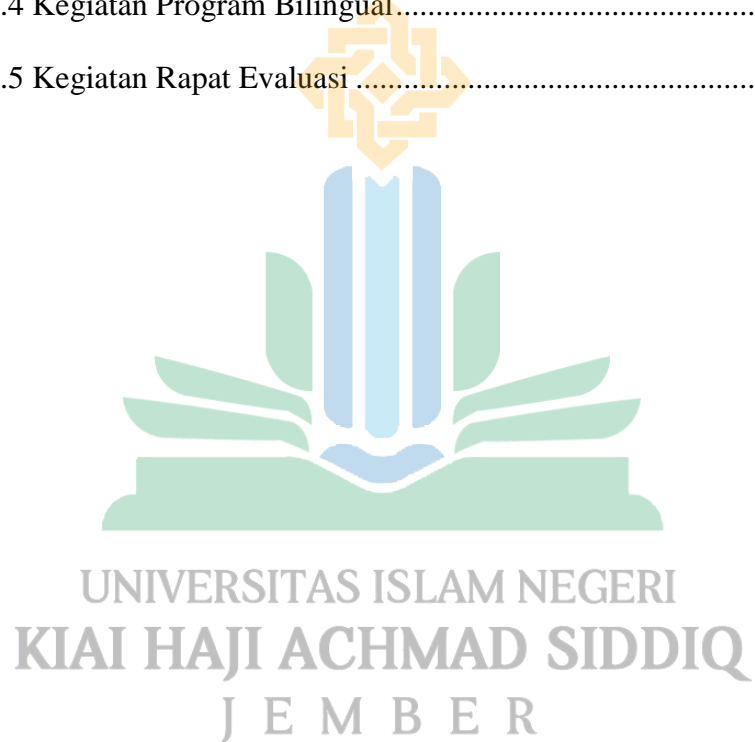 .4 Kegiatan Program Bilingual...............................................
.5 Kegiatan Rapat Evaluasi ....................................................
UNIVERSITAS ISLAM NEGERI
KIAI HAJI ACHMAD SIDDIQ
J E M B E R